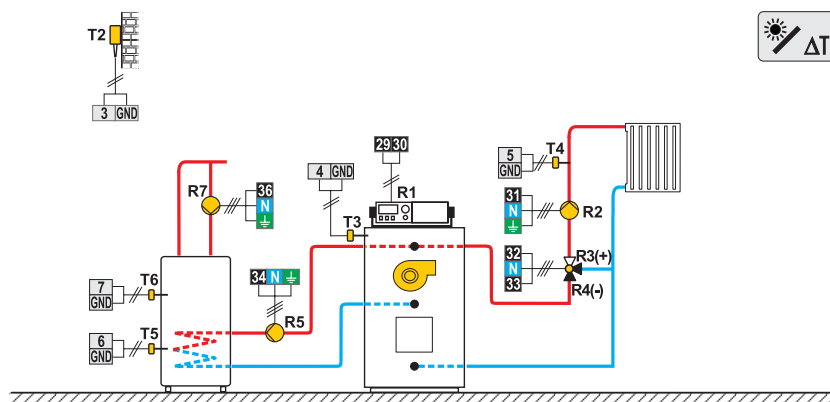 T2
3 GND
ΔT
29 30
4 GND
R1
5
GND
T4
R7
36
N
31
N
R2
T3
32
N
33
R3(+)
R4(-)
7
GND
T6
34 N
R5
6
GND
T5